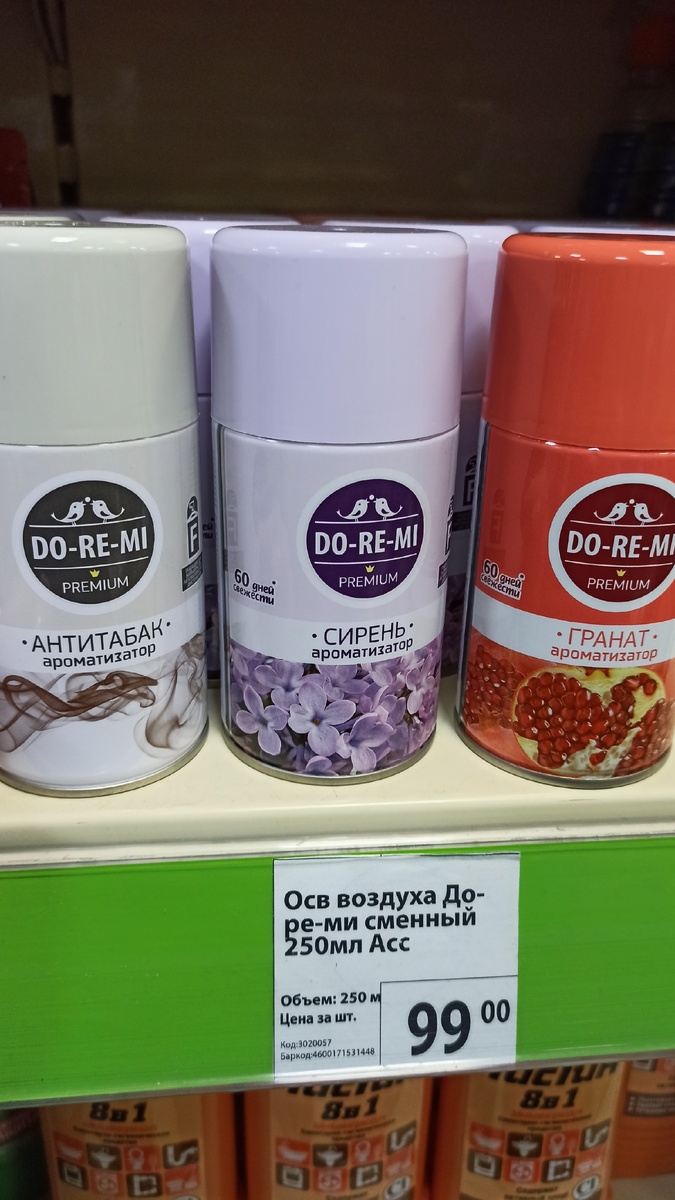 DO-RE-MI
PREMIUM
·АНТИТАБАК·
ароматизатор
F
DO-RE-MI
PREMIUM
60 дней*
свежести
·СИРЕНЬ·
ароматизатор
DO-RE-MI
PREMIUM
60 дней*
свежести
·ГРАНАТ·
ароматизатор
Осв воздуха До-
ре-ми сменный
250мл Асс
Объем: 250 м
Цена за шт.
99 00
Код:3020057
Баркод:4600171531448
8в1
8в1